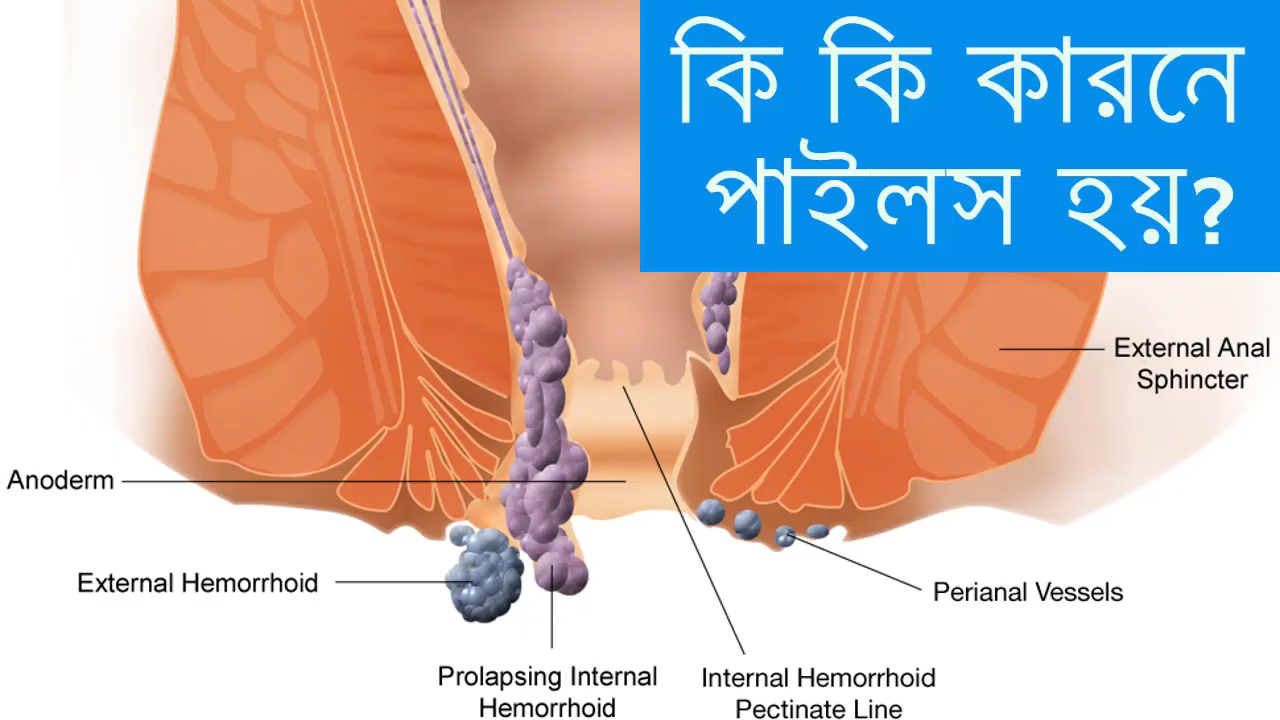 কি কি কারনে
পাইলস হয়?
External Anal
Sphincter
Anoderm
External Hemorrhoid
Perianal Vessels
Prolapsing Internal
Hemorrhoid
Internal Hemorrhoid
Pectinate Line